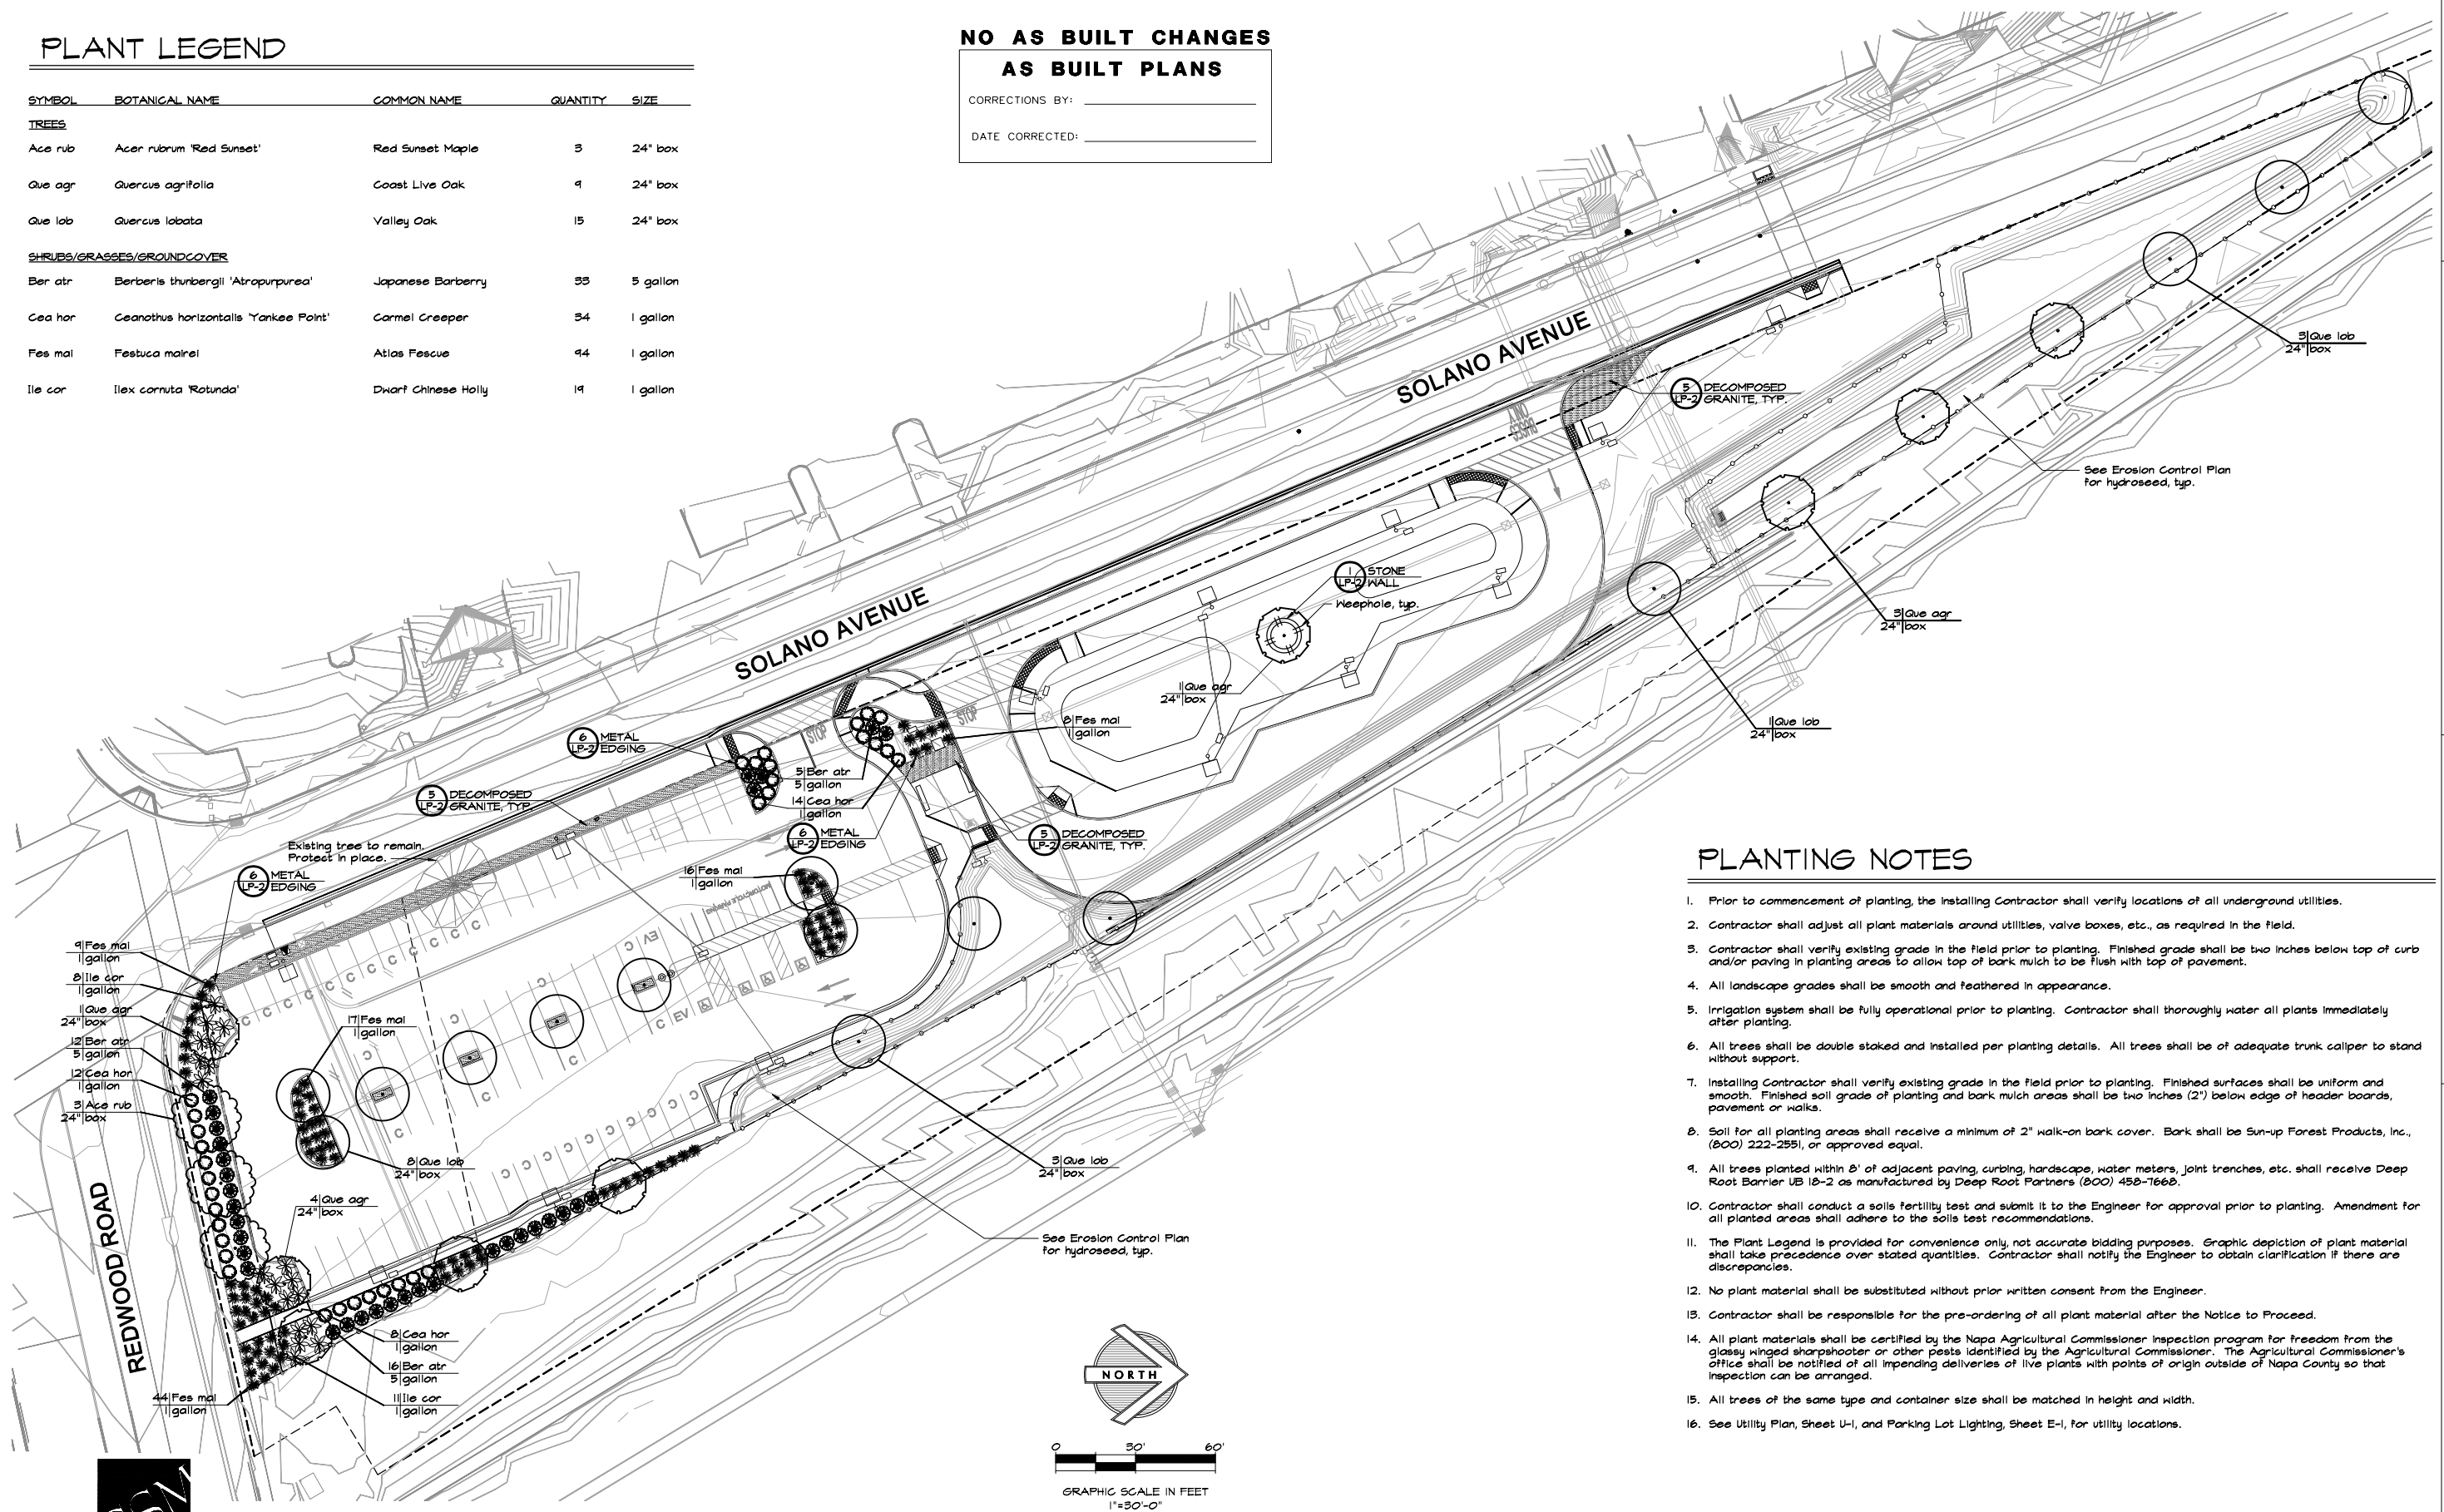 PLANT LEGEND
SYMBOL BOTANICAL NAME COMMON NAME QUANTITY SIZE
TREES
Ace rub Acer rubrum 'Red Sunset' Red Sunset Maple 3 24" box
Que agr Quercus agrifolia Coast Live Oak 9 24" box
Que lob Quercus lobata Valley Oak 15 24" box
SHRUBS/GRASSES/GROUNDCOVER
Ber atr Berberis thunbergii 'Atropurpurea' Japanese Barberry 33 5 gallon
Cea hor Ceanothus horizontalis 'Yankee Point' Carmel Creeper 34 1 gallon
Fes mai Festuca mairei Atlas Fescue 94 1 gallon
Ile cor Ilex cornuta 'Rotunda' Dwarf Chinese Holly 19 1 gallon
NO AS BUILT CHANGES
AS BUILT PLANS
CORRECTIONS BY:
DATE CORRECTED:
SOLANO AVENUE
SOLANO AVENUE
REDWOOD ROAD
3 Que lob
24" box
5 DECOMPOSED
LP-2 GRANITE, TYP.
ONLY
BUSES
See Erosion Control Plan
for hydroseed, typ.
1 STONE
LP-2 WALL
Weephole, typ.
3 Que agr
24" box
1 Que agr
24" box
1 Que lob
24" box
8 Fes mai
1 gallon
STOP
STOP
6 METAL
LP-2 EDGING
5 Ber atr
5 gallon
14 Cea hor
1 gallon
5 DECOMPOSED
LP-2 GRANITE, TYP.
6 METAL
LP-2 EDGING
5 DECOMPOSED
LP-2 GRANITE, TYP.
Existing tree to remain.
Protect in place.
6 METAL
LP-2 EDGING
16 Fes mai
1 gallon
MOTORCYCLE PARKING
EV C
C EV
9 Fes mai
1 gallon
8 Ile cor
1 gallon
1 Que agr
24" box
12 Ber atr
5 gallon
12 Cea hor
1 gallon
3 Ace rub
24" box
17 Fes mai
1 gallon
8 Que lob
24" box
4 Que agr
24" box
3 Que lob
24" box
See Erosion Control Plan
for hydroseed, typ.
8 Cea hor
1 gallon
16 Ber atr
5 gallon
11 Ile cor
1 gallon
44 Fes mai
1 gallon
NORTH
0 30' 60'
GRAPHIC SCALE IN FEET
1"=30'-0"
PLANTING NOTES
1. Prior to commencement of planting, the installing Contractor shall verify locations of all underground utilities.
2. Contractor shall adjust all plant materials around utilities, valve boxes, etc., as required in the field.
3. Contractor shall verify existing grade in the field prior to planting. Finished grade shall be two inches below top of curb
and/or paving in planting areas to allow top of bark mulch to be flush with top of pavement.
4. All landscape grades shall be smooth and feathered in appearance.
5. Irrigation system shall be fully operational prior to planting. Contractor shall thoroughly water all plants immediately
after planting.
6. All trees shall be double staked and installed per planting details. All trees shall be of adequate trunk caliper to stand
without support.
7. Installing Contractor shall verify existing grade in the field prior to planting. Finished surfaces shall be uniform and
smooth. Finished soil grade of planting and bark mulch areas shall be two inches (2") below edge of header boards,
pavement or walks.
8. Soil for all planting areas shall receive a minimum of 2" walk-on bark cover. Bark shall be Sun-up Forest Products, Inc.,
(800) 222-2551, or approved equal.
9. All trees planted within 8' of adjacent paving, curbing, hardscape, water meters, joint trenches, etc. shall receive Deep
Root Barrier UB 18-2 as manufactured by Deep Root Partners (800) 458-7668.
10. Contractor shall conduct a soils fertility test and submit it to the Engineer for approval prior to planting. Amendment for
all planted areas shall adhere to the soils test recommendations.
11. The Plant Legend is provided for convenience only, not accurate bidding purposes. Graphic depiction of plant material
shall take precedence over stated quantities. Contractor shall notify the Engineer to obtain clarification if there are
discrepancies.
12. No plant material shall be substituted without prior written consent from the Engineer.
13. Contractor shall be responsible for the pre-ordering of all plant material after the Notice to Proceed.
14. All plant materials shall be certified by the Napa Agricultural Commissioner inspection program for freedom from the
glassy winged sharpshooter or other pests identified by the Agricultural Commissioner. The Agricultural Commissioner's
office shall be notified of all impending deliveries of live plants with points of origin outside of Napa County so that
inspection can be arranged.
15. All trees of the same type and container size shall be matched in height and width.
16. See Utility Plan, Sheet U-1, and Parking Lot Lighting, Sheet E-1, for utility locations.